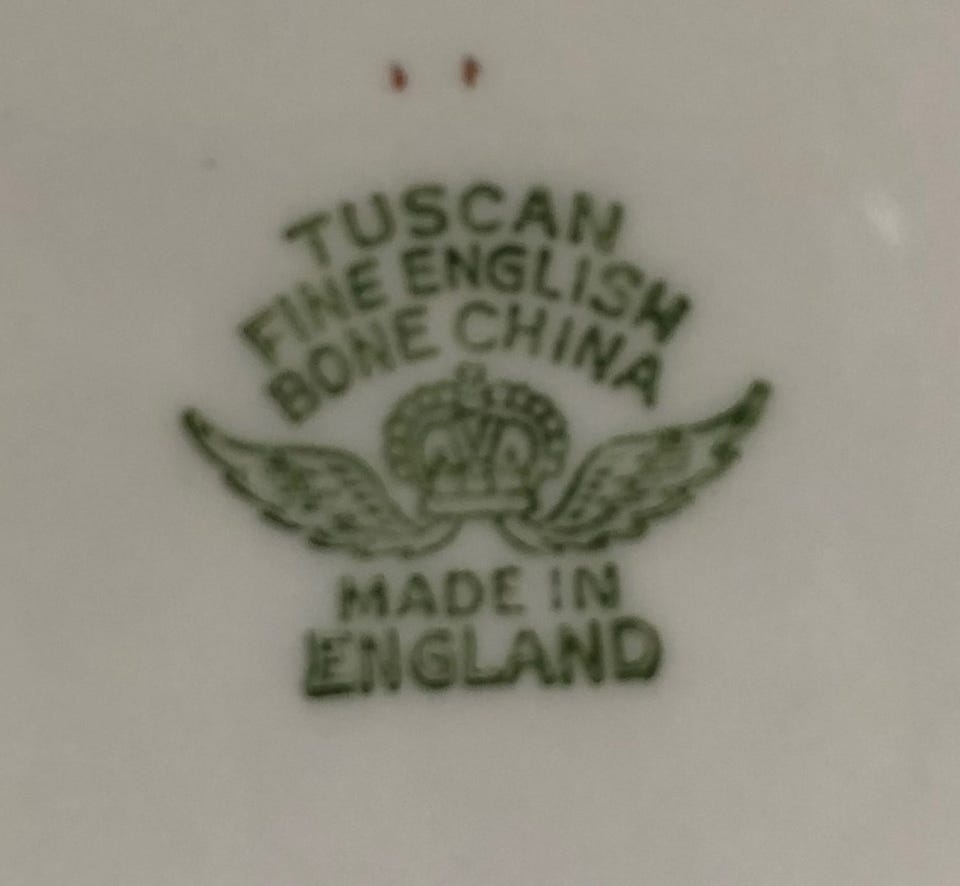 TUSCAN
FINE ENGLISH
BONE CHINA
MADE IN
ENGLAND